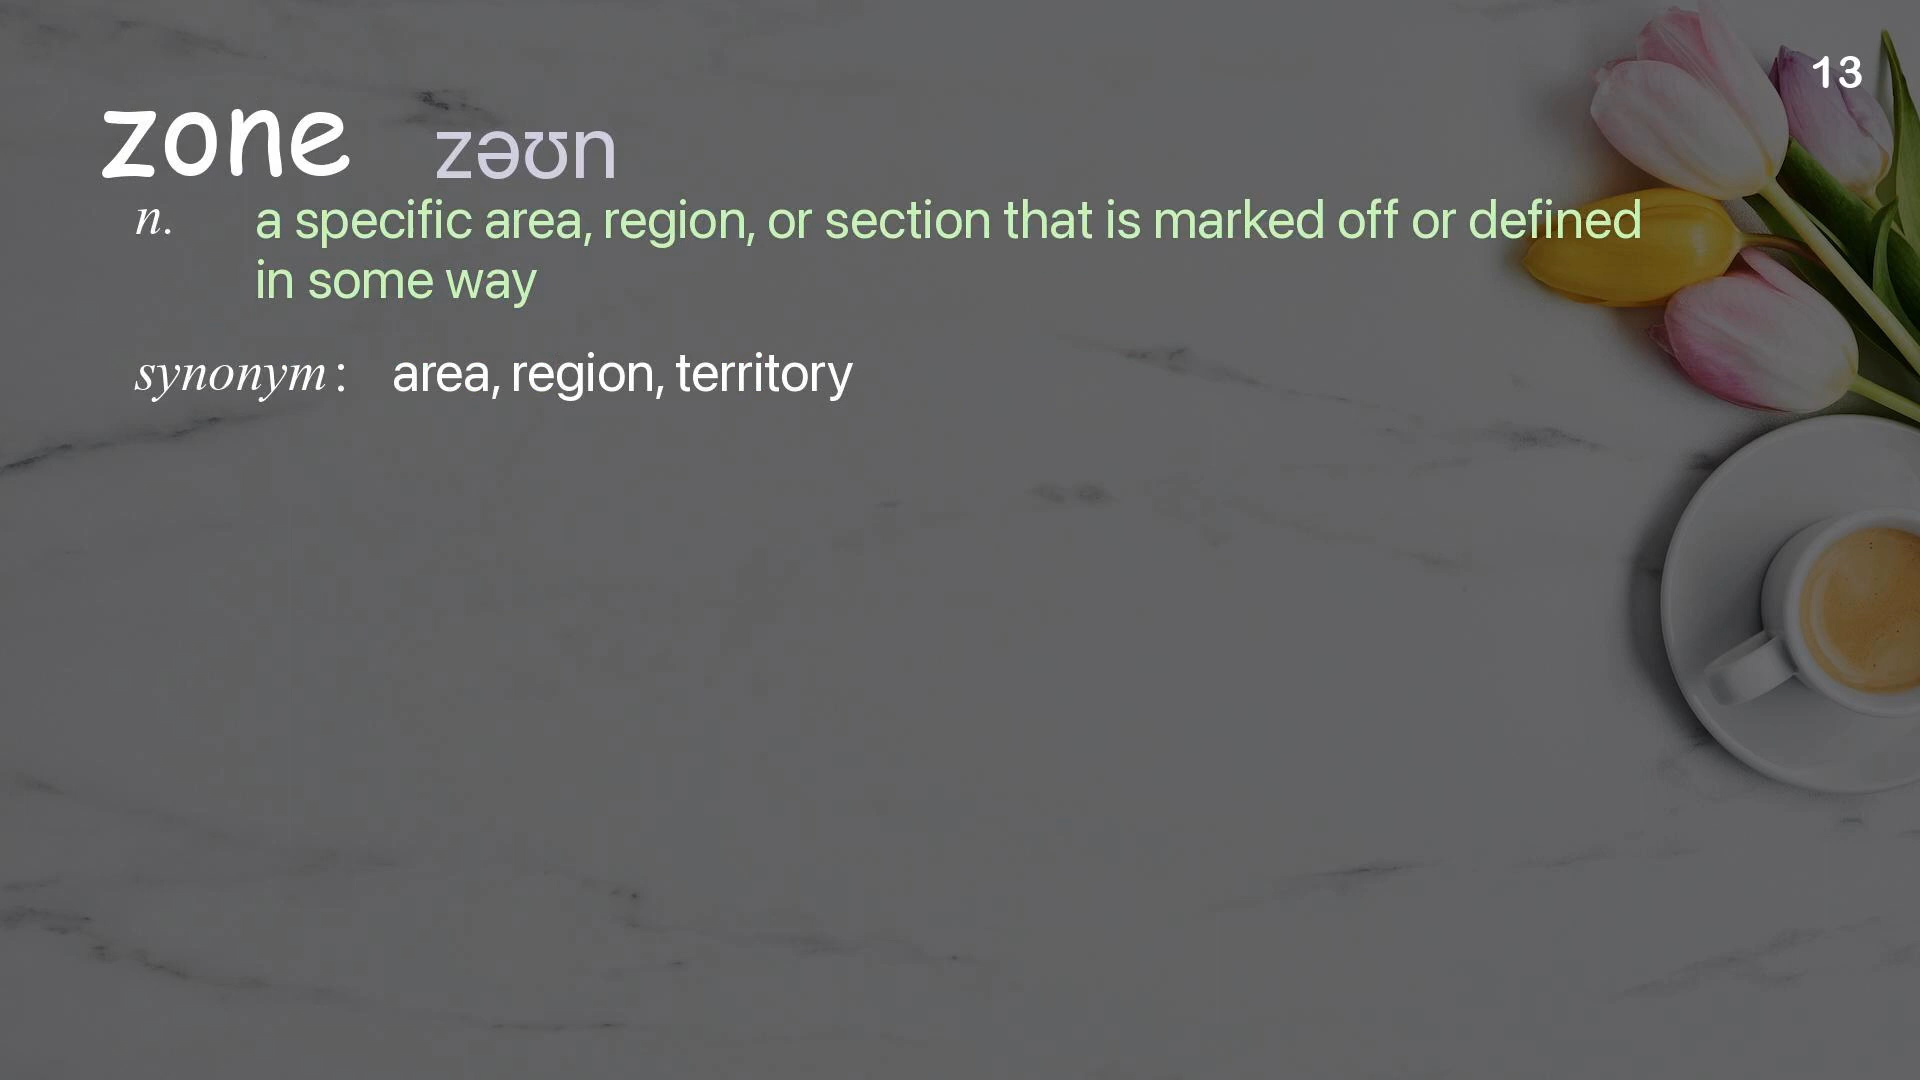 13
zone zəʊn
n. a specific area, region, or section that is marked off or defined
in some way
synonym: area, region, territory